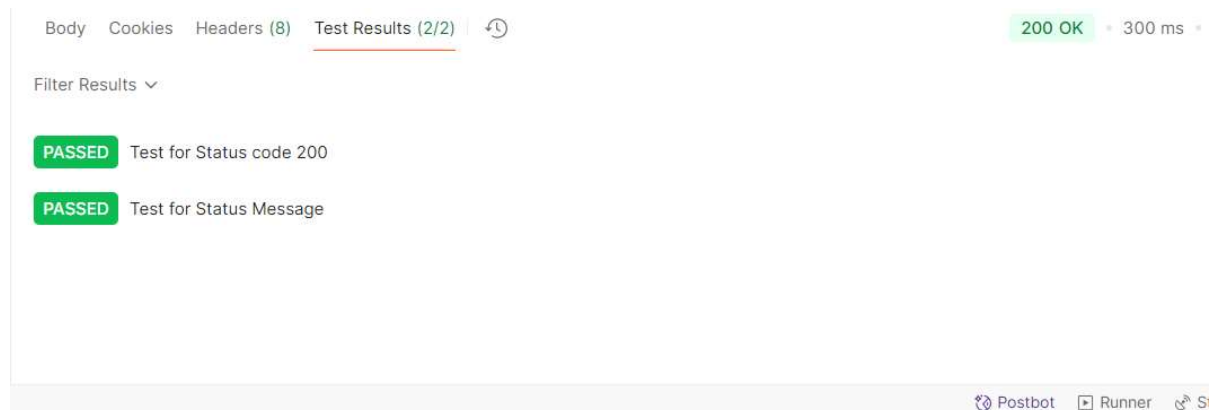 Body Cookies Headers (8) Test Results (2/2) 200 OK • 300 ms •
Filter Results
PASSED Test for Status code 200
PASSED Test for Status Message
Postbot Runner